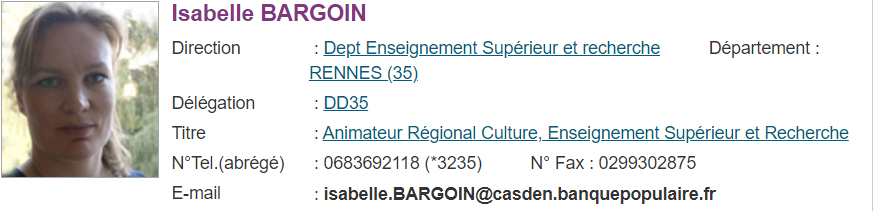 Isabelle BARGOIN
Direction : Dept Enseignement Supérieur et recherche Département :
RENNES (35)
Délégation : DD35
Titre : Animateur Régional Culture, Enseignement Supérieur et Recherche
N°Tel.(abrégé) : 0683692118 (*3235) N° Fax : 0299302875
E-mail : isabelle.BARGOIN@casden.banquepopulaire.fr